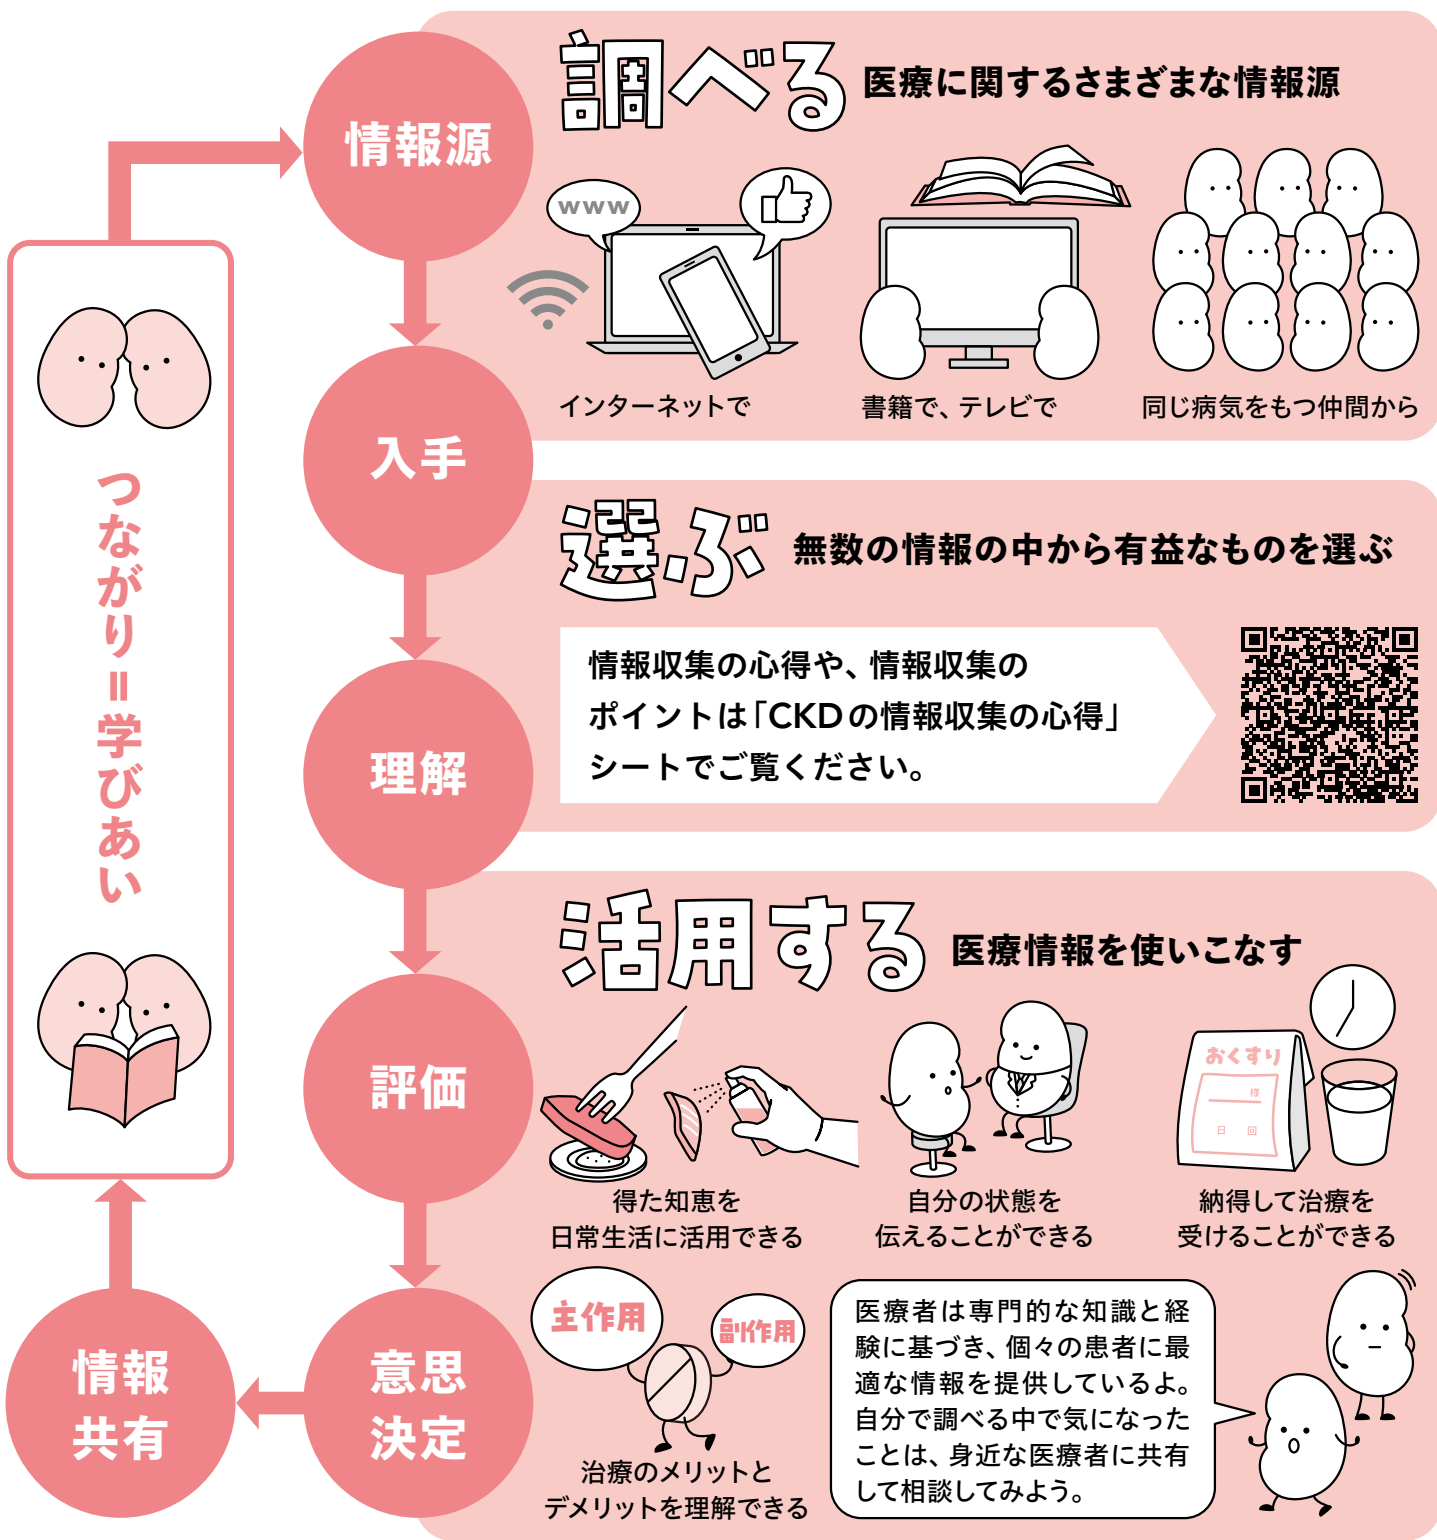 調べる 医療に関するさまざまな情報源
情報源
www
インターネットで
書籍で、テレビで
同じ病気をもつ仲間から
入手
選ぶ 無数の情報の中から有益なものを選ぶ
情報収集の心得や、情報収集の
ポイントは「CKDの情報収集の心得」
シートでご覧ください。
理解
活用する 医療情報を使いこなす
評価
おくすり
様
日 回
得た知恵を
日常生活に活用できる
自分の状態を
伝えることができる
納得して治療を
受けることができる
意思
決定
主作用
副作用
治療のメリットと
デメリットを理解できる
医療者は専門的な知識と経
験に基づき、個々の患者に最
適な情報を提供しているよ。
自分で調べる中で気になった
ことは、身近な医療者に共有
して相談してみよう。
情報
共有
つながり=学びあい